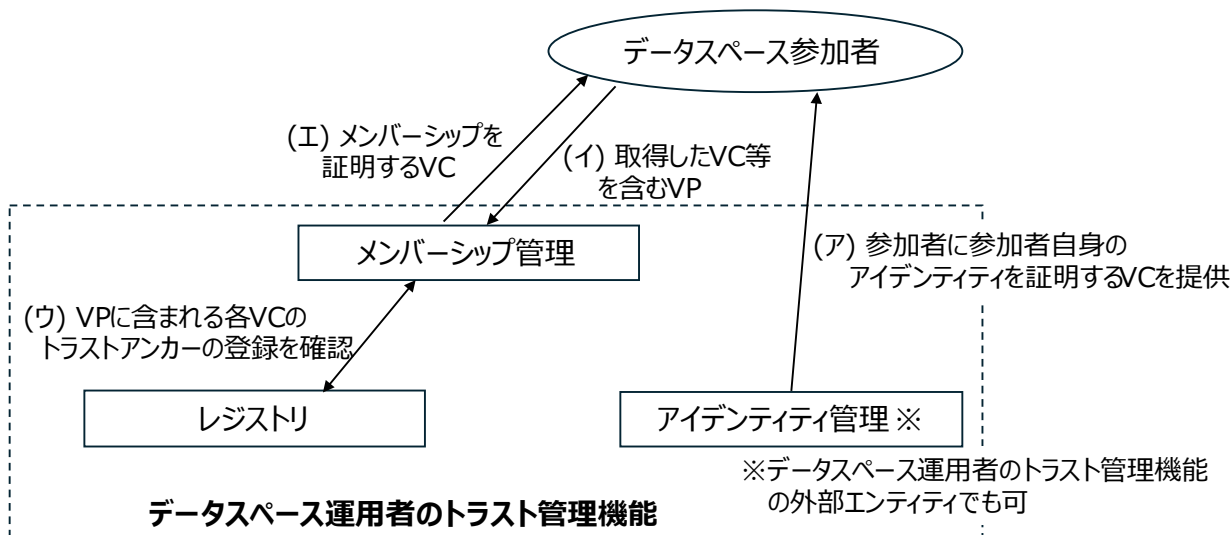 データスペース参加者
(エ) メンバーシップを
証明するVC
(イ) 取得したVC等
を含むVP
メンバーシップ管理
(ア) 参加者に参加者自身の
アイデンティティを証明するVCを提供
(ウ) VPに含まれる各VCの
トラストアンカーの登録を確認
レジストリ
アイデンティティ管理 ※
※データスペース運用者のトラスト管理機能
の外部エンティティでも可
データスペース運用者のトラスト管理機能